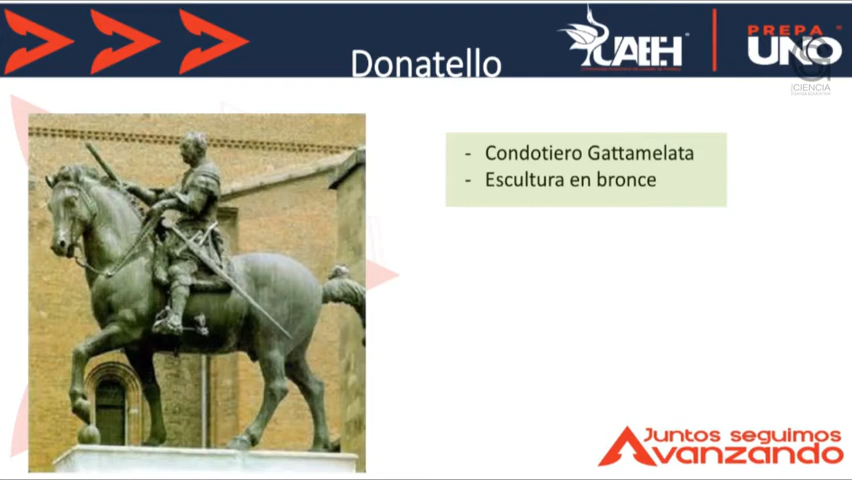 Donatello
UAEH
PREPA
UNO
CIENCIA
- Condotiero Gattamelata
- Escultura en bronce
Juntos seguimos
Avanzando